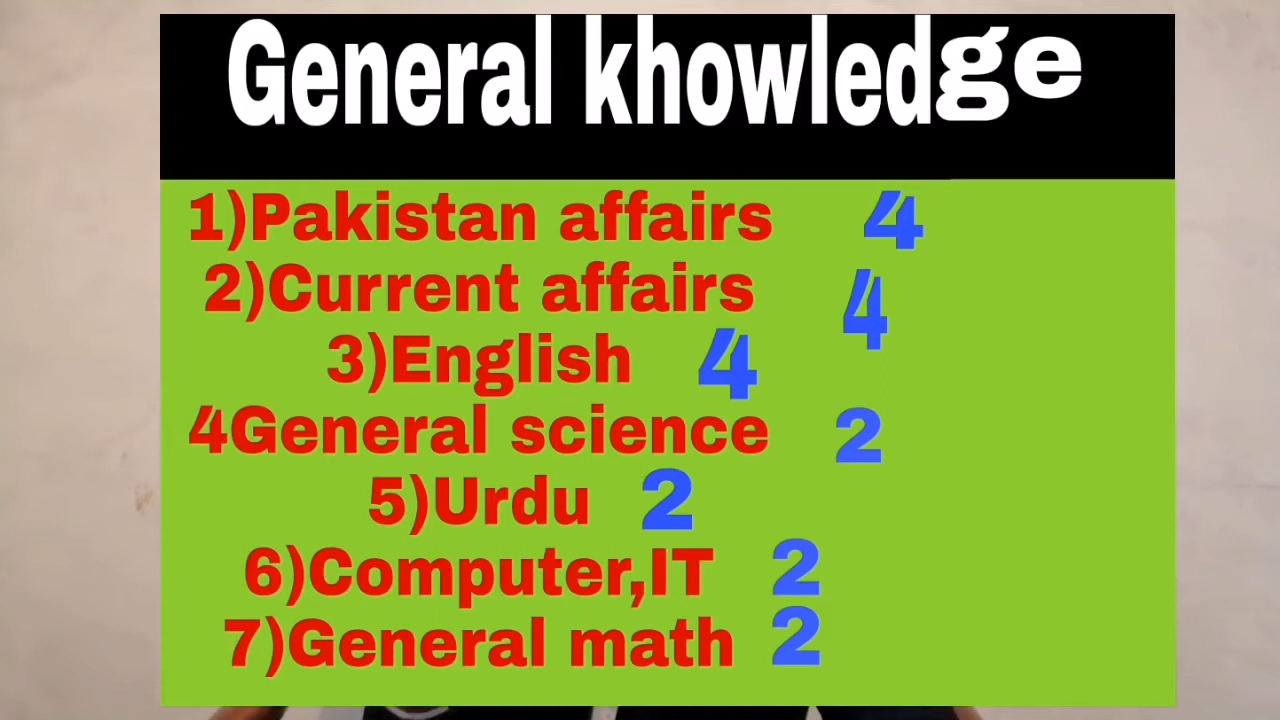 General khowledge
1)Pakistan affairs 4
2)Current affairs 4
3)English 4
4General science 2
5)Urdu 2
6)Computer,IT 2
7)General math 2